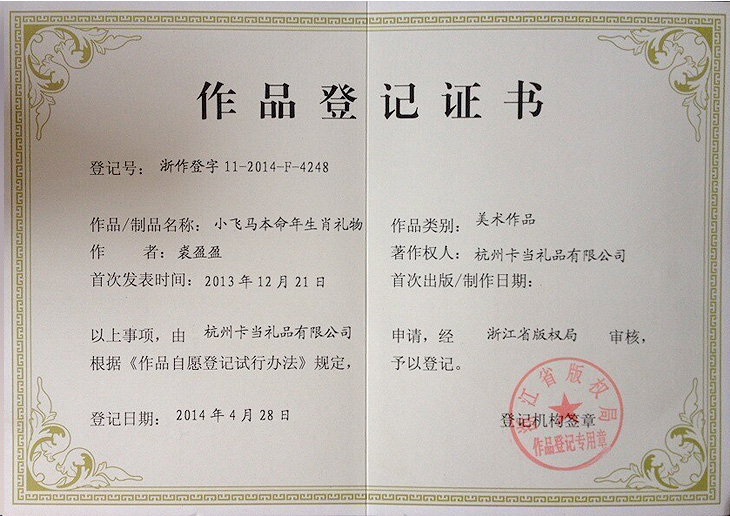 作品登记证书
登记号： 浙作登字 11-2014-F-4248
作品/制品名称： 小飞马本命年生肖礼物
作 者： 裘盈盈
首次发表时间： 2013 年 12 月 21 日
以上事项，由 杭州卡当礼品有限公司
根据《作品自愿登记试行办法》规定，
登记日期： 2014 年 4 月 28 日
作品类别： 美术作品
著作权人： 杭州卡当礼品有限公司
首次出版/制作日期：
申请，经 浙江省版权局 审核，
予以登记。
登记机构签章
浙江省版权局
作品登记专用章